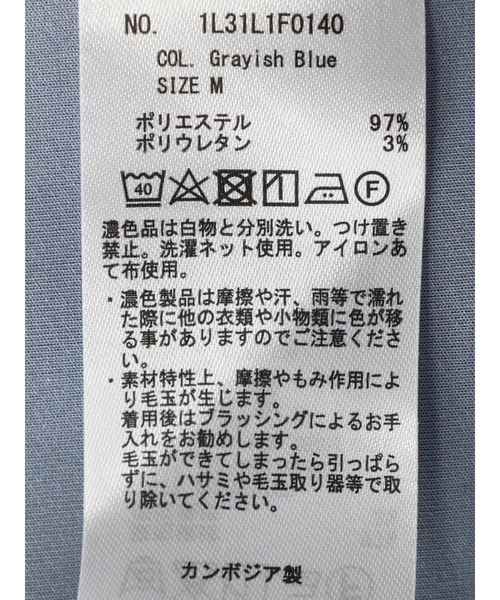 NO. 1L31L1F0140
COL. Grayish Blue
SIZE M
ポリエステル 97%
ポリウレタン 3%
40 F
濃色品は白物と分別洗い。つけ置き
禁止。洗濯ネット使用。アイロンあ
て布使用。
・濃色製品は摩擦や汗、雨等で濡れ
た際に他の衣類や小物類に色が移
る事がありますのでご注意くださ
い。
・素材特性上、摩擦やもみ作用によ
り毛玉が生じます。
着用後はブラッシングによるお手
入れをお勧めします。
毛玉ができてしまったら引っぱら
ずに、ハサミや毛玉取り器等で取
り除いてください。
カンボジア製